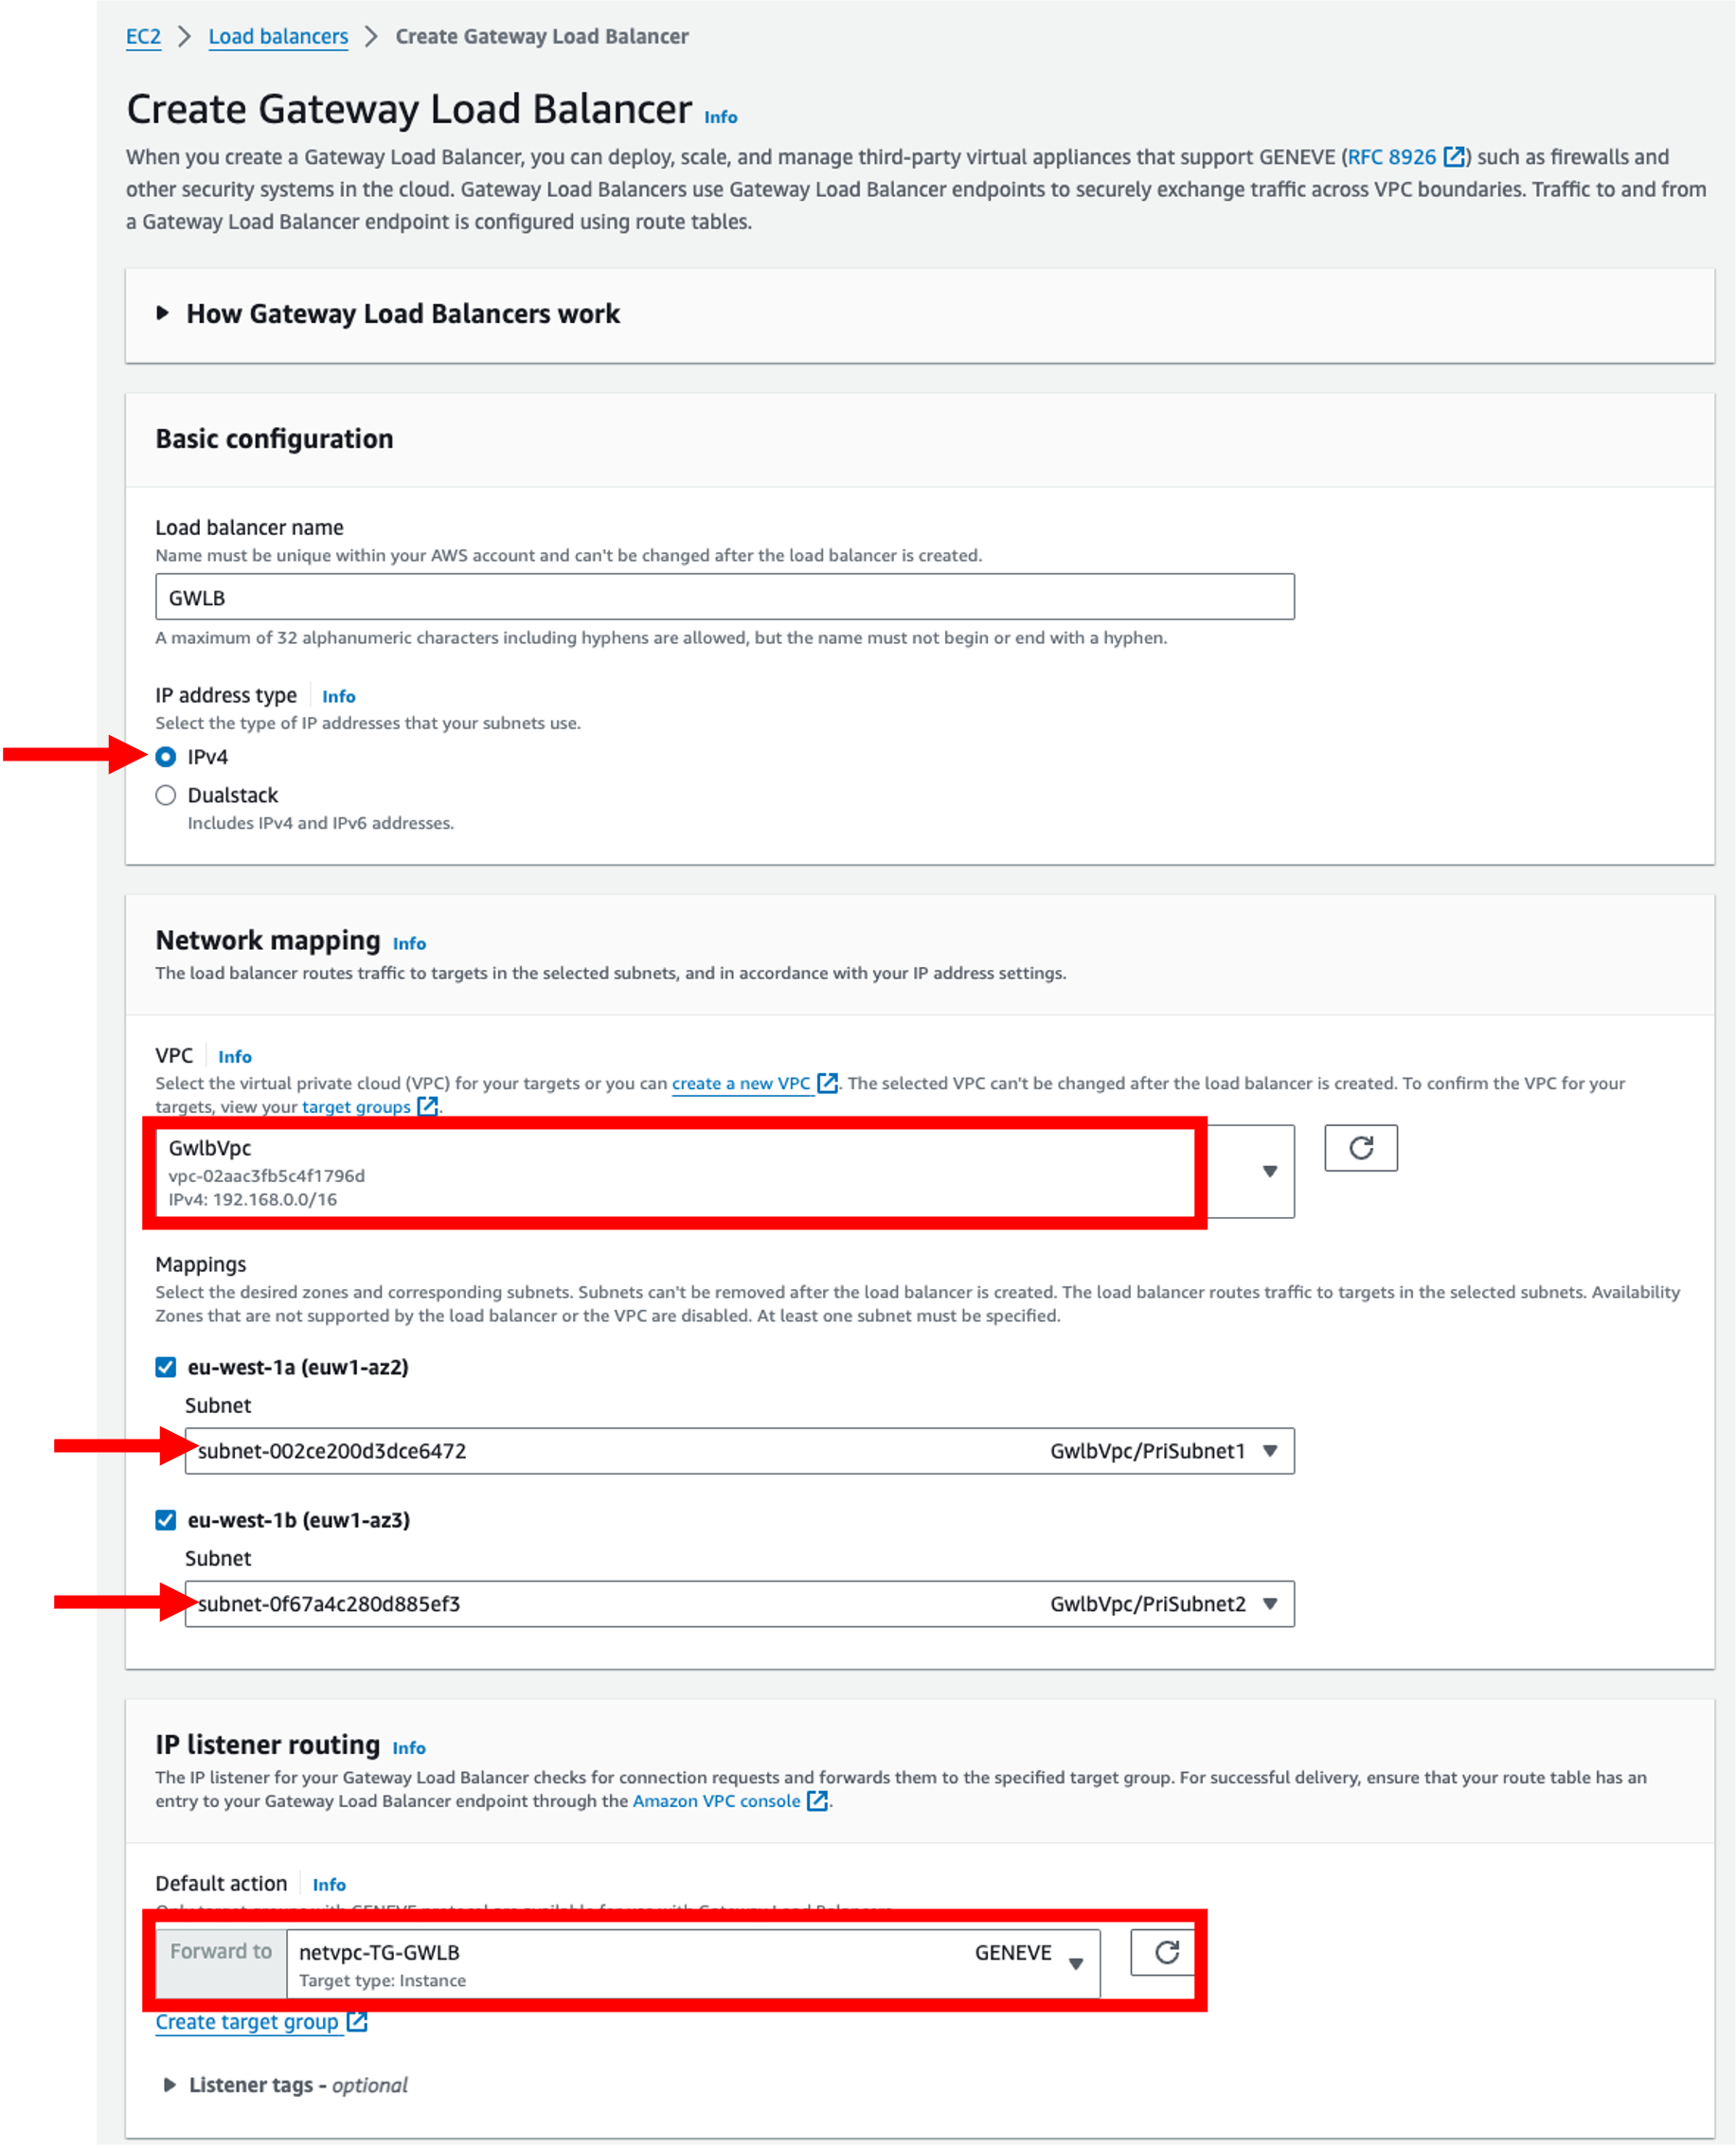 EC2 > Load balancers > Create Gateway Load Balancer
Create Gateway Load Balancer Info
When you create a Gateway Load Balancer, you can deploy, scale, and manage third-party virtual appliances that support GENEVE (RFC 8926) such as firewalls and
other security systems in the cloud. Gateway Load Balancers use Gateway Load Balancer endpoints to securely exchange traffic across VPC boundaries. Traffic to and from
a Gateway Load Balancer endpoint is configured using route tables.
How Gateway Load Balancers work
Basic configuration
Load balancer name
Name must be unique within your AWS account and can't be changed after the load balancer is created.
GWLB
A maximum of 32 alphanumeric characters including hyphens are allowed, but the name must not begin or end with a hyphen.
IP address type Info
Select the type of IP addresses that your subnets use.
IPv4
Dualstack
Includes IPv4 and IPv6 addresses.
Network mapping Info
The load balancer routes traffic to targets in the selected subnets, and in accordance with your IP address settings.
VPC Info
Select the virtual private cloud (VPC) for your targets or you can create a new VPC. The selected VPC can't be changed after the load balancer is created. To confirm the VPC for your
targets, view your target groups.
GwlbVpc
vpc-02aac3fb5c4f1796d
IPv4: 192.168.0.0/16
Mappings
Select the desired zones and corresponding subnets. Subnets can't be removed after the load balancer is created. The load balancer routes traffic to targets in the selected subnets. Availability
Zones that are not supported by the load balancer or the VPC are disabled. At least one subnet must be specified.
eu-west-1a (euw1-az2)
Subnet
subnet-002ce200d3dce6472 GwlbVpc/PriSubnet1
eu-west-1b (euw1-az3)
Subnet
subnet-0f67a4c280d885ef3 GwlbVpc/PriSubnet2
IP listener routing Info
The IP listener for your Gateway Load Balancer checks for connection requests and forwards them to the specified target group. For successful delivery, ensure that your route table has an
entry to your Gateway Load Balancer endpoint through the Amazon VPC console.
Default action Info
Only target groups with GENEVE protocol are available for use with Gateway Load Balancers.
Forward to netvpc-TG-GWLB GENEVE
Target type: Instance
Create target group
Listener tags - optional